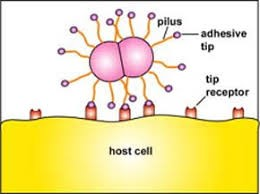 pilus
adhesive
tip
tip
receptor
host cell